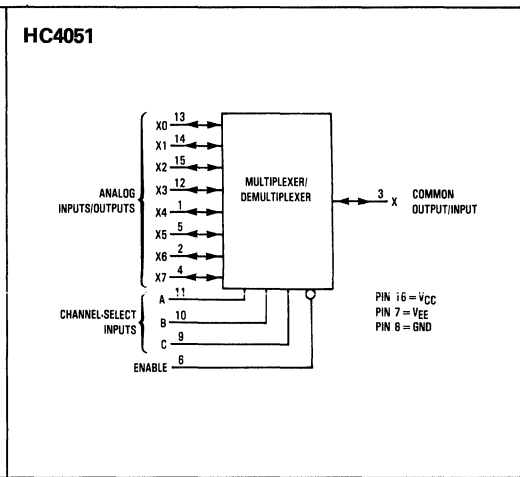 HC4051
X0 13
X1 14
X2 15
X3 12
X4 1
X5 5
X6 2
X7 4
ANALOG
INPUTS/OUTPUTS
MULTIPLEXER/
DEMULTIPLEXER
3 X COMMON
OUTPUT/INPUT
A 11
B 10
C 9
CHANNEL-SELECT
INPUTS
ENABLE 6
PIN 16 = VCC
PIN 7 = VEE
PIN 8 = GND